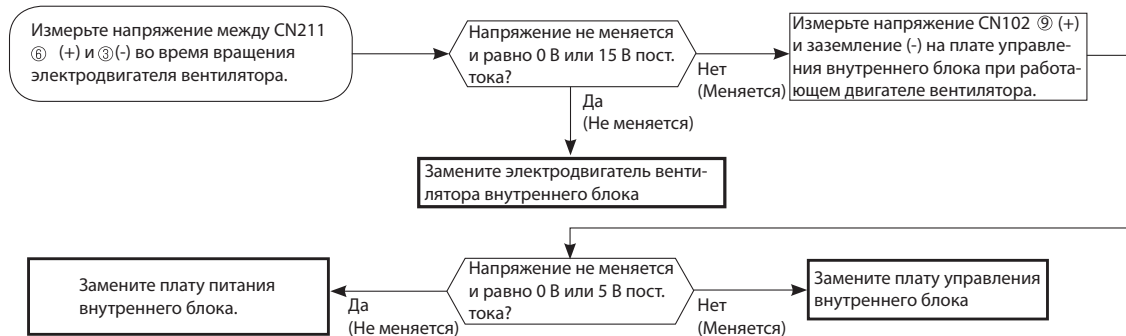 Измерьте напряжение между CN211
⑥ (+) и ③(-) во время вращения
электродвигателя вентилятора.
Напряжение не меняется
и равно 0 В или 15 В пост.
тока?
Нет
(Меняется)
Измерьте напряжение CN102 ⑨ (+)
и заземление (-) на плате управле-
ния внутреннего блока при работа-
ющем двигателе вентилятора.
Да
(Не меняется)
Замените электродвигатель венти-
лятора внутреннего блока
Напряжение не меняется
и равно 0 В или 5 В пост.
тока?
Да
(Не меняется)
Замените плату питания
внутреннего блока.
Нет
(Меняется)
Замените плату управления
внутреннего блока